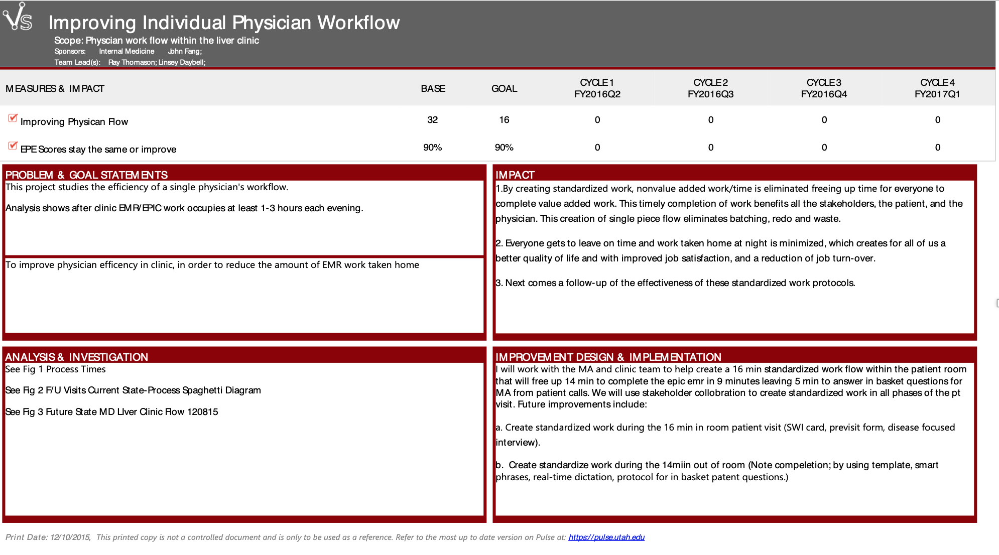 VS
Improving Individual Physician Workflow
Scope: Physcian work flow within the liver clinic
Sponsors: Internal Medicine John Fang;
Team Lead(s): Ray Thomason; Linsey Daybell;
MEASURES & IMPACT BASE GOAL CYCLE 1 FY2016Q2 CYCLE 2 FY2016Q3 CYCLE 3 FY2016Q4 CYCLE 4 FY2017Q1
Improving Physican Flow 32 16 0 0 0 0
EPE Scores stay the same or improve 90% 90% 0 0 0 0
PROBLEM & GOAL STATEMENTS
This project studies the efficiency of a single physician's workflow.
Analysis shows after clinic EMR/EPIC work occupies at least 1-3 hours each evening.
To improve physician efficency in clinic, in order to reduce the amount of EMR work taken home
IMPACT
1.By creating standardized work, nonvalue added work/time is eliminated freeing up time for everyone to
complete value added work. This timely completion of work benefits all the stakeholders, the patient, and the
physician. This creation of single piece flow eliminates batching, redo and waste.
2. Everyone gets to leave on time and work taken home at night is minimized, which creates for all of us a
better quality of life and with improved job satisfaction, and a reduction of job turn-over.
3. Next comes a follow-up of the effectiveness of these standardized work protocols.
ANALYSIS & INVESTIGATION
See Fig 1 Process Times
See Fig 2 F/U Visits Current State-Process Spaghetti Diagram
See Fig 3 Future State MD LIver Clinic Flow 120815
IMPROVEMENT DESIGN & IMPLEMENTATION
I will work with the MA and clinic team to help create a 16 min standardized work flow within the patient room
that will free up 14 min to complete the epic emr in 9 minutes leaving 5 min to answer in basket questions for
MA from patient calls. We will use stakeholder collobration to create standardized work in all phases of the pt
visit. Future improvements include:
a. Create standardized work during the 16 min in room patient visit (SWI card, previsit form, disease focused
interview).
b. Create standardize work during the 14miin out of room (Note compeletion; by using template, smart
phrases, real-time dictation, protocol for in basket patent questions.)
Print Date: 12/10/2015, This printed copy is not a controlled document and is only to be used as a reference. Refer to the most up to date version on Pulse at: https://pulse.utah.edu